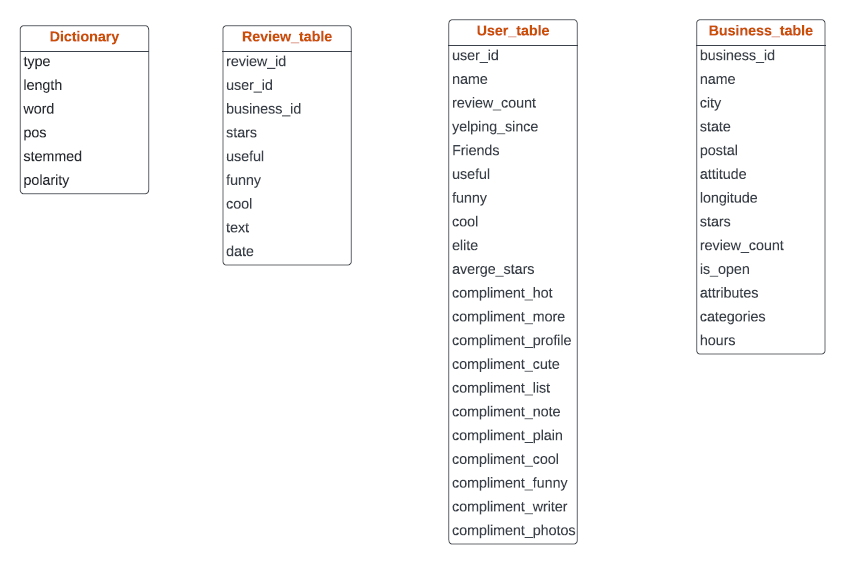 Dictionary
type
length
word
pos
stemmed
polarity
Review_table
review_id
user_id
business_id
stars
useful
funny
cool
text
date
User_table
user_id
name
review_count
yelping_since
Friends
useful
funny
cool
elite
averge_stars
compliment_hot
compliment_more
compliment_profile
compliment_cute
compliment_list
compliment_note
compliment_plain
compliment_cool
compliment_funny
compliment_writer
compliment_photos
Business_table
business_id
name
city
state
postal
attitude
longitude
stars
review_count
is_open
attributes
categories
hours